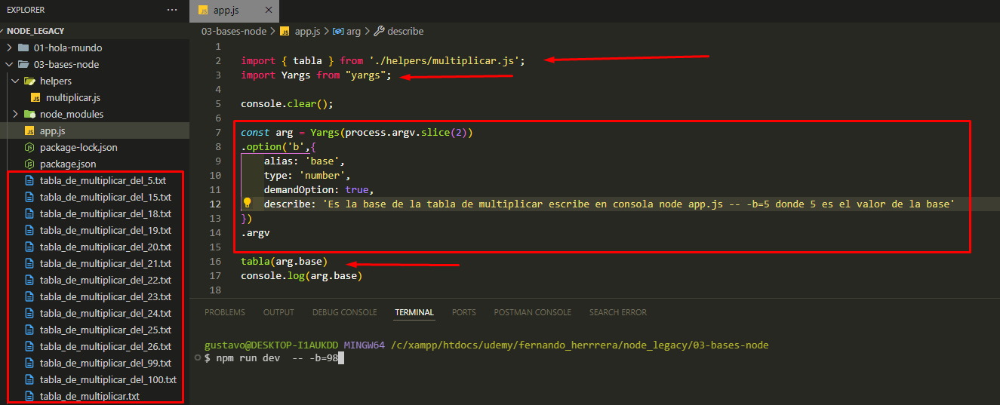 EXPLORER
···
NODE_LEGACY
01-hola-mundo
03-bases-node
helpers
JS multiplicar.js
node_modules
JS app.js
package-lock.json
package.json
tabla_de_multiplicar_del_5.txt
tabla_de_multiplicar_del_15.txt
tabla_de_multiplicar_del_18.txt
tabla_de_multiplicar_del_19.txt
tabla_de_multiplicar_del_20.txt
tabla_de_multiplicar_del_21.txt
tabla_de_multiplicar_del_22.txt
tabla_de_multiplicar_del_23.txt
tabla_de_multiplicar_del_24.txt
tabla_de_multiplicar_del_25.txt
tabla_de_multiplicar_del_26.txt
tabla_de_multiplicar_del_99.txt
tabla_de_multiplicar_del_100.txt
tabla_de_multiplicar.txt
JS app.js ×
03-bases-node > JS app.js > arg > describe
1
2 import { tabla } from './helpers/multiplicar.js';
3 import Yargs from "yargs";
4
5 console.clear();
6
7 const arg = Yargs(process.argv.slice(2))
8 .option('b',{
9 alias: 'base',
10 type: 'number',
11 demandOption: true,
12 describe: 'Es la base de la tabla de multiplicar escribe en consola node app.js -- -b=5 donde 5 es el valor de la base'
13 })
14 .argv
15
16 tabla(arg.base)
17 console.log(arg.base)
18
PROBLEMS OUTPUT DEBUG CONSOLE TERMINAL PORTS POSTMAN CONSOLE SEARCH ERROR
gustavo@DESKTOP-I1AUKDD MINGW64 /c/xampp/htdocs/udemy/fernando_herrrera/node_legacy/03-bases-node
$ npm run dev  -- -b=98